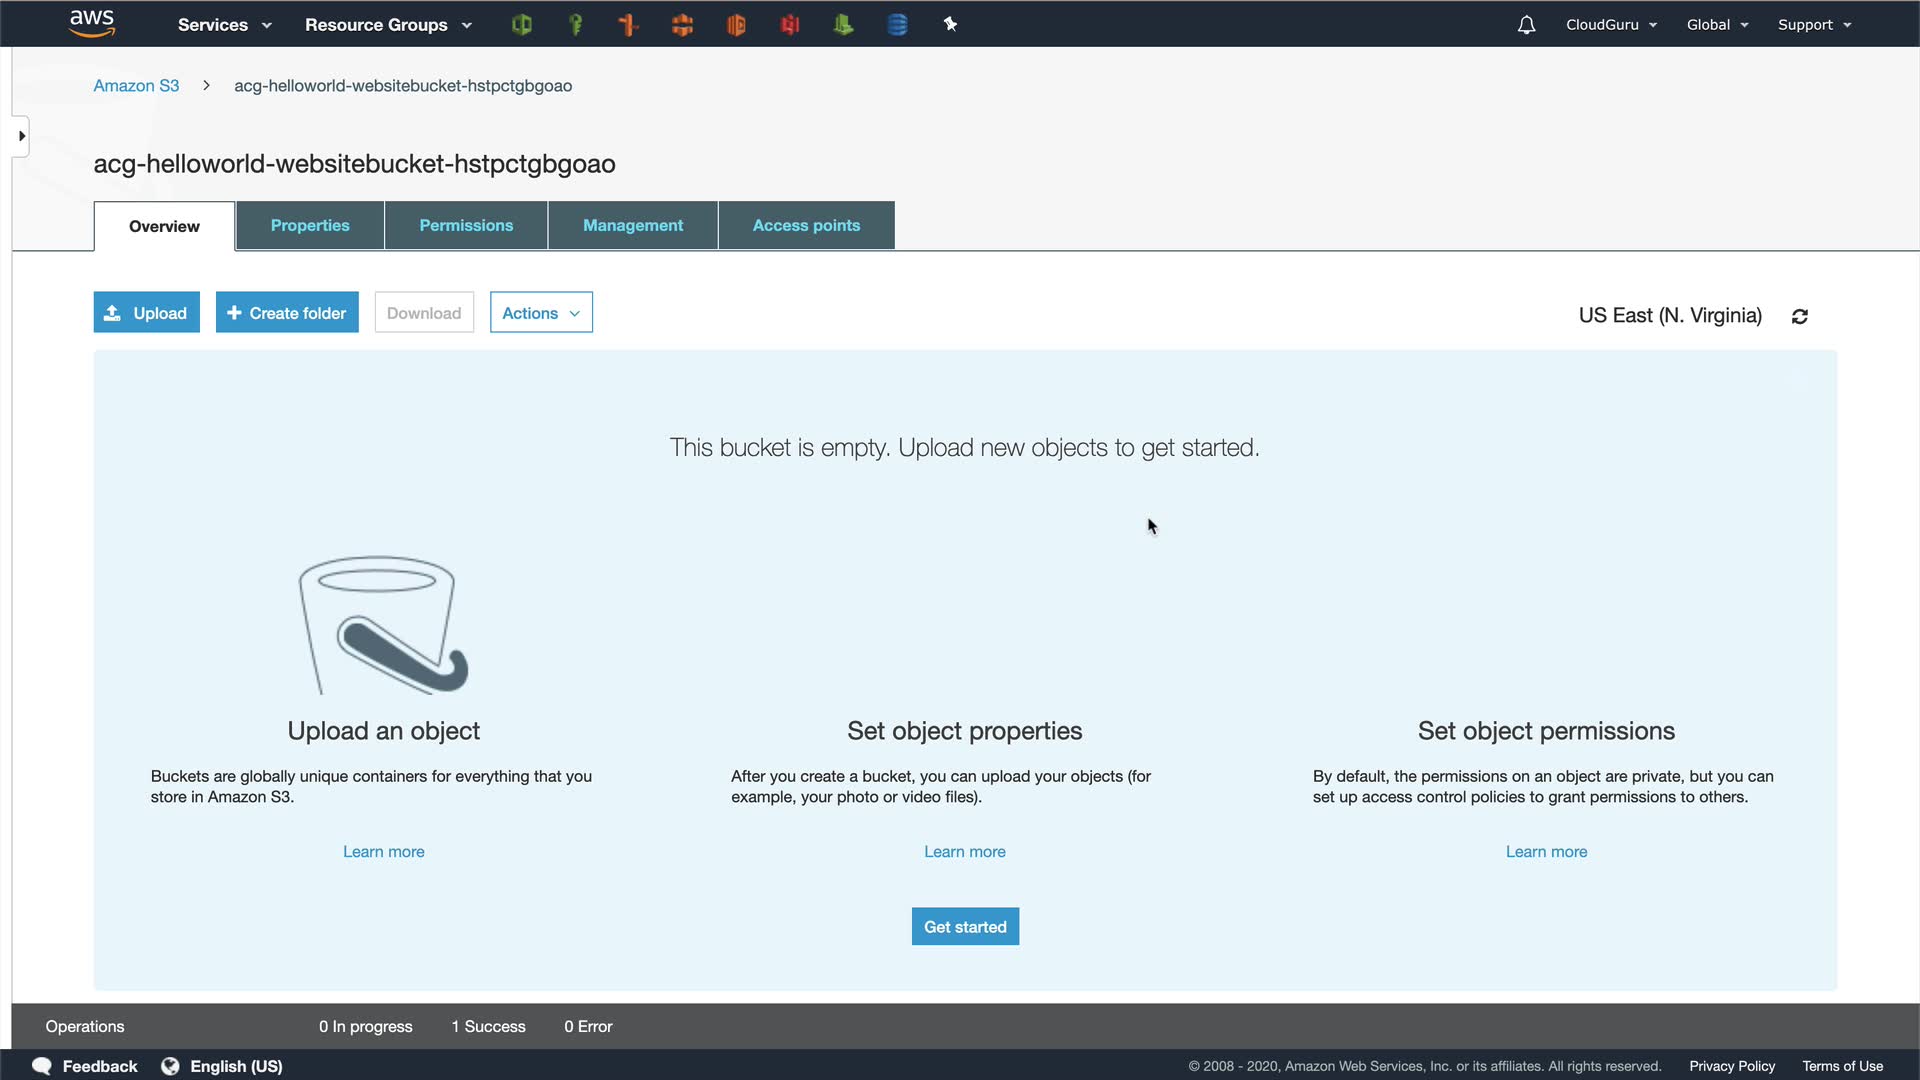 aws Services Resource Groups CloudGuru Global Support
Amazon S3 > acg-helloworld-websitebucket-hstpctgbgoao
acg-helloworld-websitebucket-hstpctgbgoao
Overview Properties Permissions Management Access points
Upload + Create folder Download Actions US East (N. Virginia)
This bucket is empty. Upload new objects to get started.
Upload an object
Buckets are globally unique containers for everything that you
store in Amazon S3.
Learn more
Set object properties
After you create a bucket, you can upload your objects (for
example, your photo or video files).
Learn more
Set object permissions
By default, the permissions on an object are private, but you can
set up access control policies to grant permissions to others.
Learn more
Get started
Operations 0 In progress 1 Success 0 Error
Feedback English (US) © 2008 - 2020, Amazon Web Services, Inc. or its affiliates. All rights reserved. Privacy Policy Terms of Use